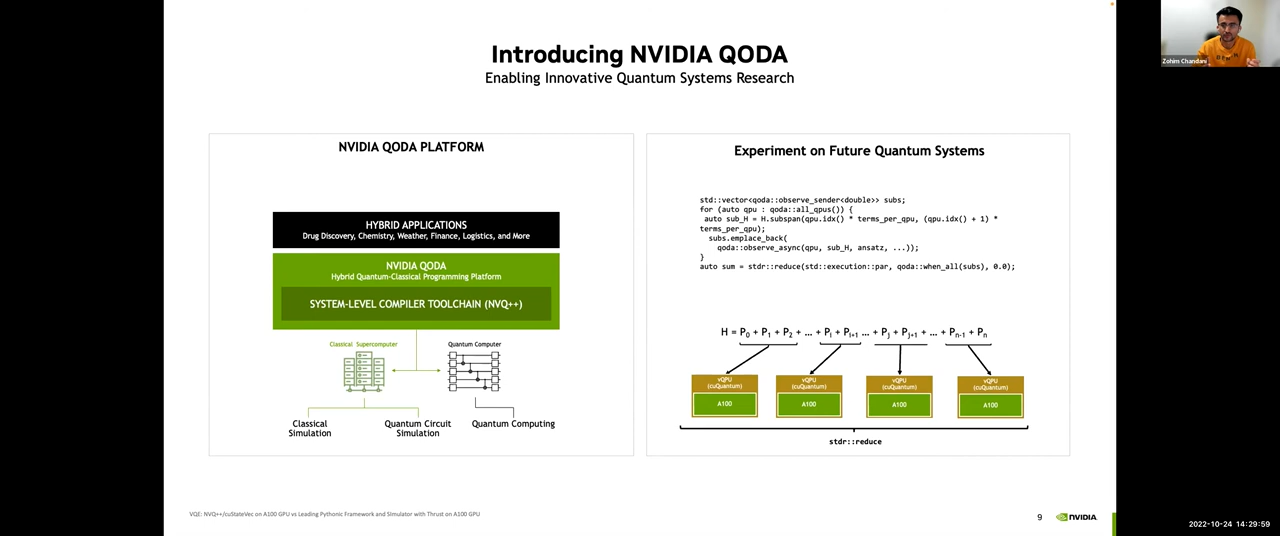 Introducing NVIDIA QODA
Enabling Innovative Quantum Systems Research
Zohim Chandani
NVIDIA QODA PLATFORM
HYBRID APPLICATIONS
Drug Discovery, Chemistry, Weather, Finance, Logistics, and More
NVIDIA QODA
Hybrid Quantum-Classical Programming Platform
SYSTEM-LEVEL COMPILER TOOLCHAIN (NVQ++)
Classical Supercomputer
Quantum Computer
Classical
Simulation
Quantum Circuit
Simulation
Quantum Computing
Experiment on Future Quantum Systems
std::vector<qoda::observe_sender<double>> subs;
for (auto qpu : qoda::all_qpus()) {
auto sub_H = H.subspan(qpu.idx() * terms_per_qpu, (qpu.idx() + 1) *
terms_per_qpu);
subs.emplace_back(
qoda::observe_async(qpu, sub_H, ansatz, ...));
}
auto sum = stdr::reduce(std::execution::par, qoda::when_all(subs), 0.0);
H = P0 + P1 + P2 + ... + Pi + Pi+1 ... + Pj + Pj+1 + ... + Pn-1 + Pn
vQPU
(cuQuantum)
A100
vQPU
(cuQuantum)
A100
vQPU
(cuQuantum)
A100
vQPU
(cuQuantum)
A100
stdr::reduce
VQE: NVQ++/cuStateVec on A100 GPU vs Leading Pythonic Framework and Simulator with Thrust on A100 GPU
9
NVIDIA.
2022-10-24 14:29:59